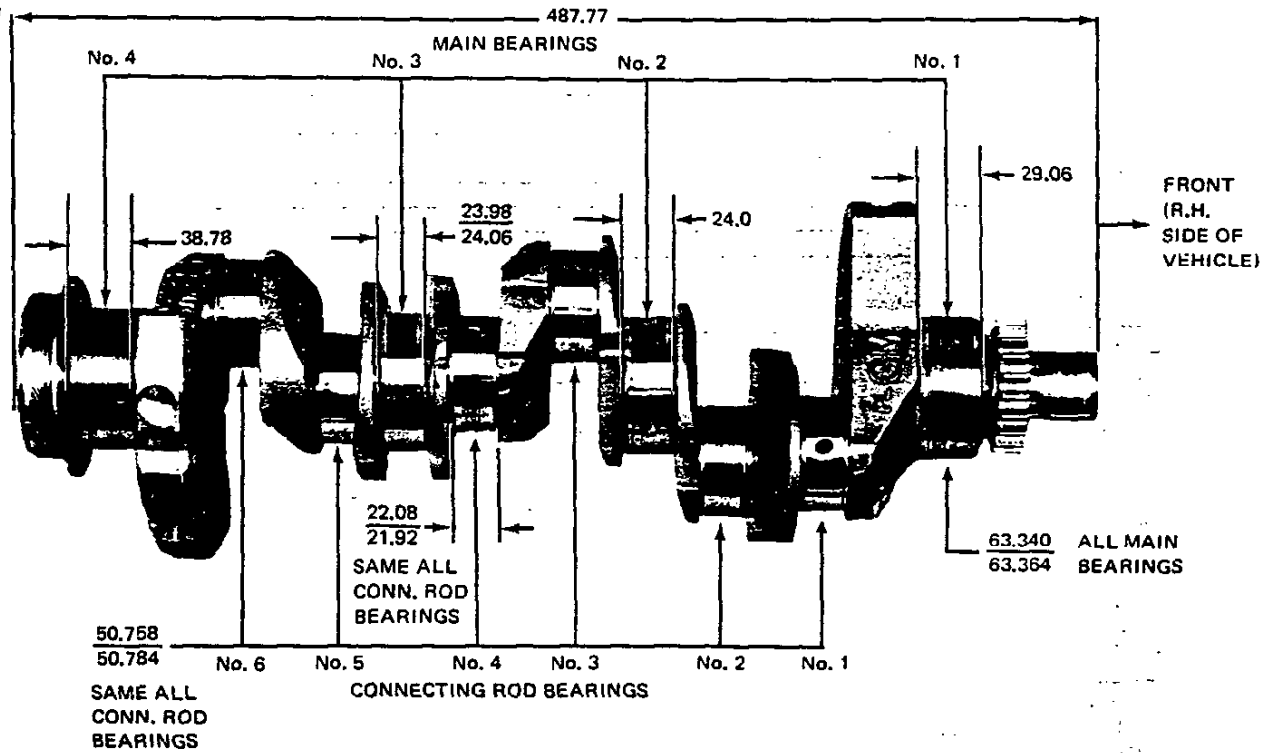 487.77
MAIN BEARINGS
No. 4
No. 3
No. 2
No. 1
29.06
FRONT
(R.H.
SIDE OF
VEHICLE)
23.98
24.06
24.0
38.78
22.08
21.92
SAME ALL
CONN. ROD
BEARINGS
63.340
63.364
ALL MAIN
BEARINGS
50.758
50.784
No. 6
No. 5
No. 4
No. 3
No. 2
No. 1
SAME ALL
CONN. ROD
BEARINGS
CONNECTING ROD BEARINGS